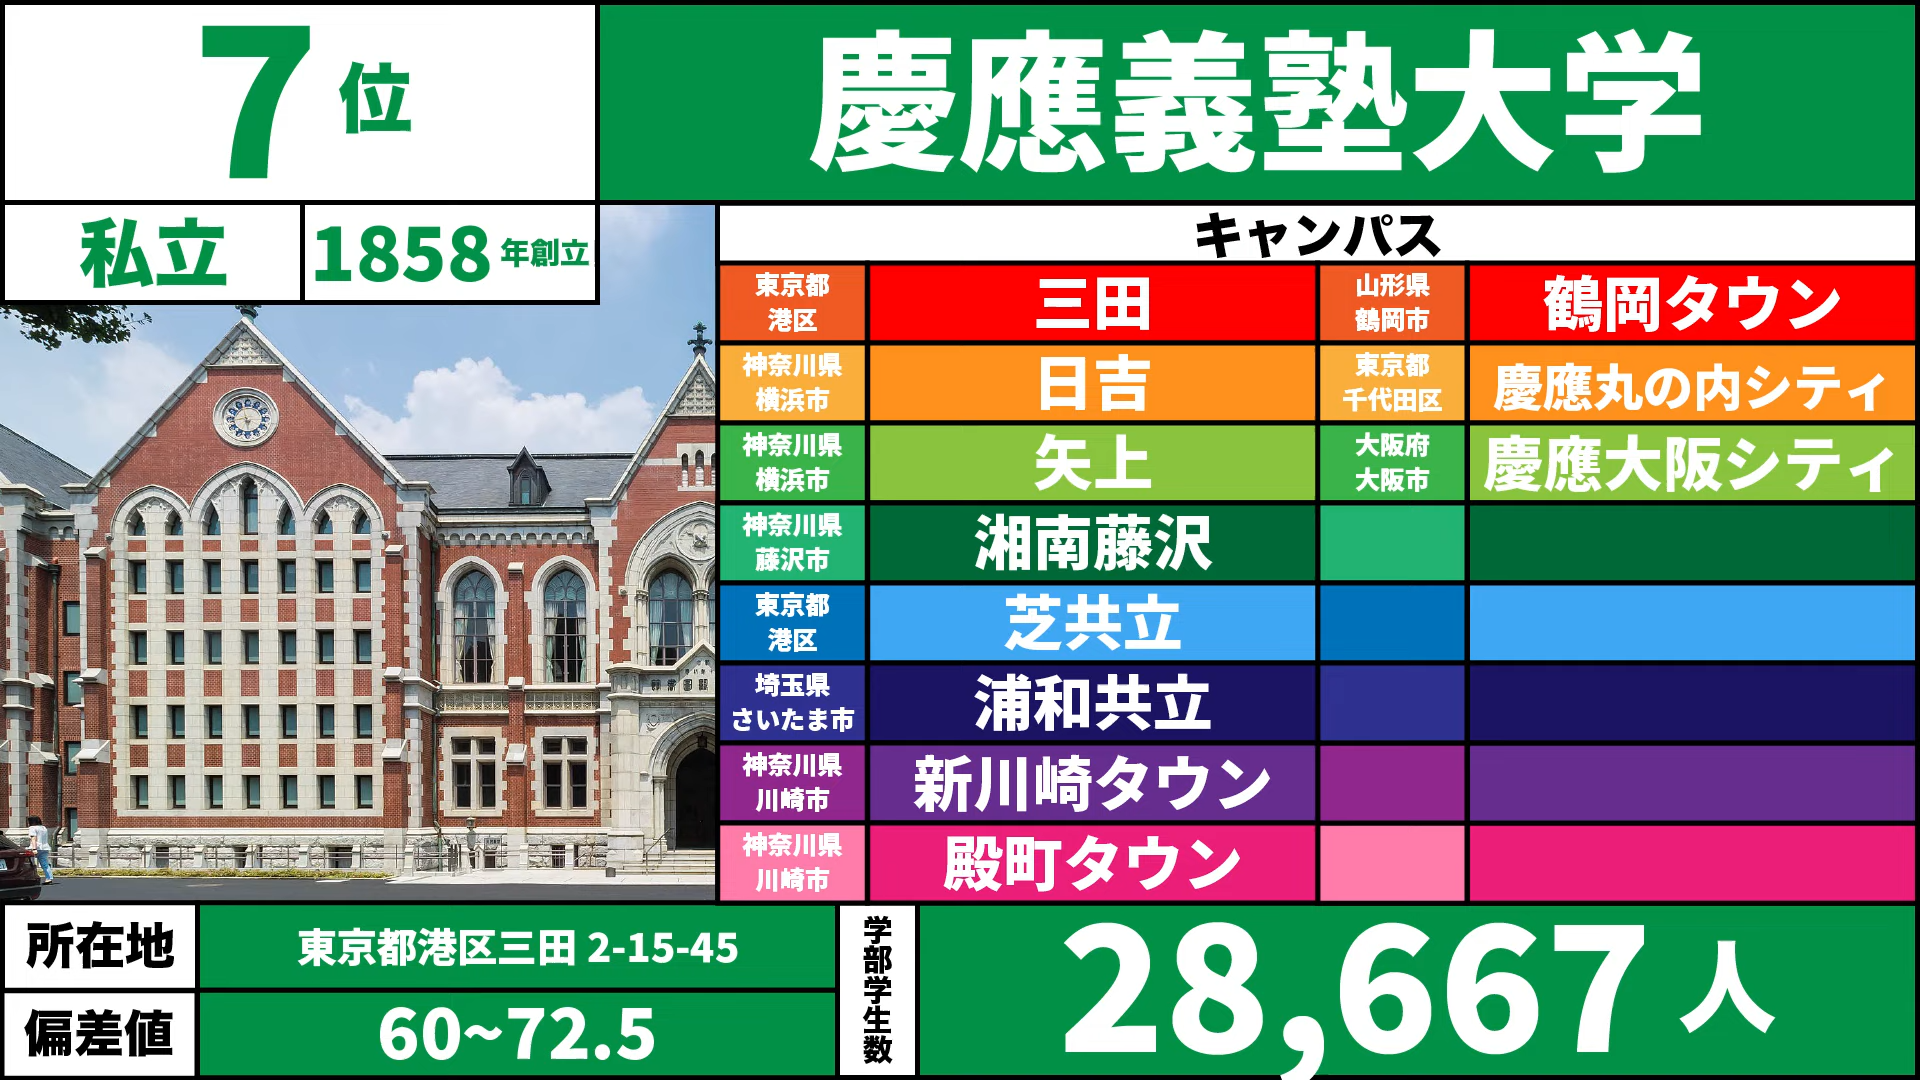 7位
慶應義塾大学
私立
1858年創立
キャンパス
東京都
港区
三田
山形県
鶴岡市
鶴岡タウン
神奈川県
横浜市
日吉
東京都
千代田区
慶應丸の内シティ
神奈川県
横浜市
矢上
大阪府
大阪市
慶應大阪シティ
神奈川県
藤沢市
湘南藤沢
東京都
港区
芝共立
埼玉県
さいたま市
浦和共立
神奈川県
川崎市
新川崎タウン
神奈川県
川崎市
殿町タウン
所在地
東京都港区三田 2-15-45
偏差値
60~72.5
学部学生数
28,667人